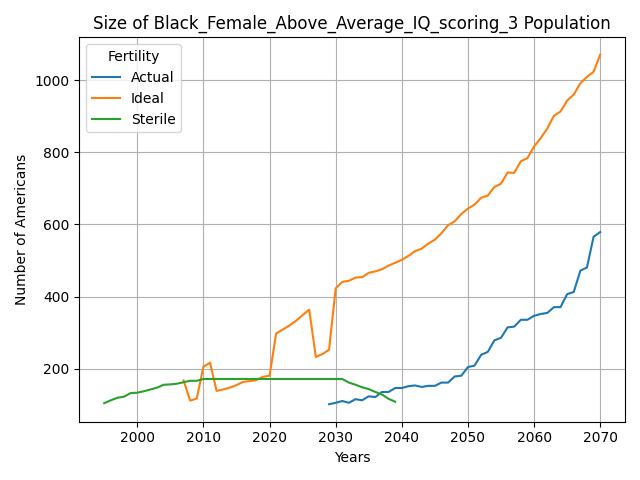 Size of Black_Female_Above_Average_IQ_scoring_3 Population
Fertility
Actual
Ideal
Sterile
Number of Americans
1000
800
600
400
200
2000 2010 2020 2030 2040 2050 2060 2070
Years